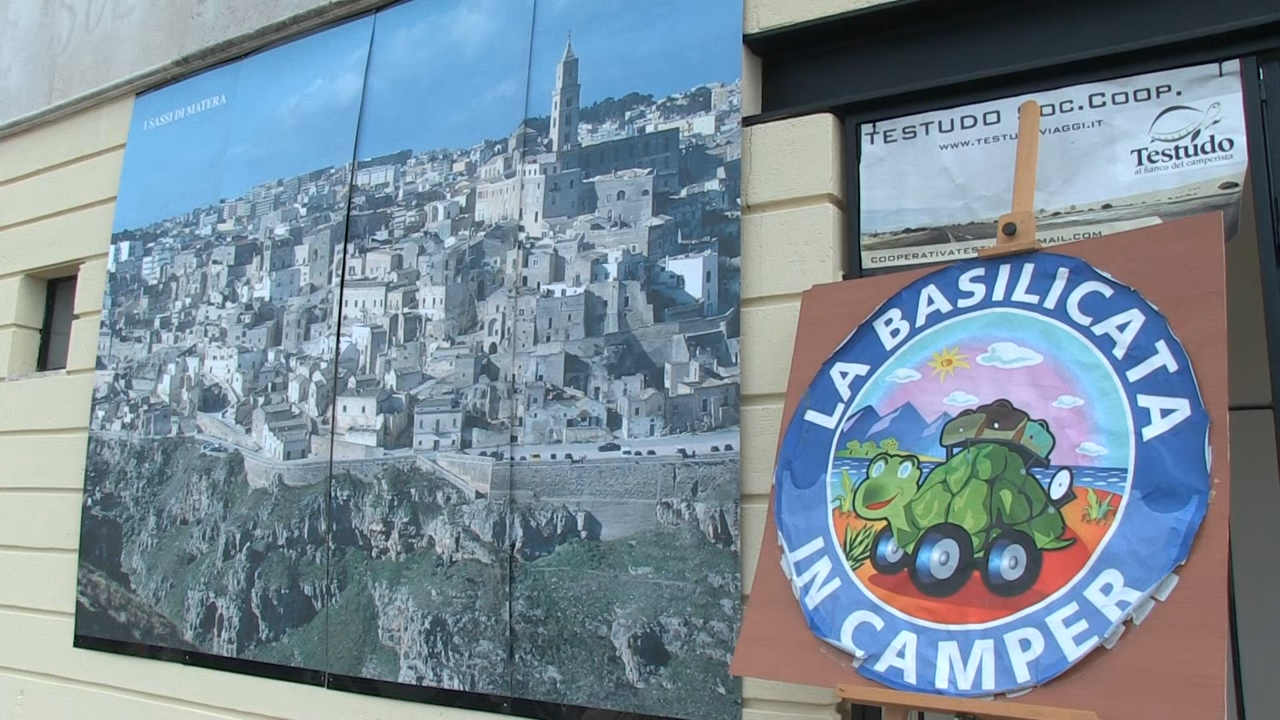 I SASSI DI MATERA
TESTUDO SOC.COOP.
Testudo
al fianco del camperista
LA BASILICATA
IN CAMPER